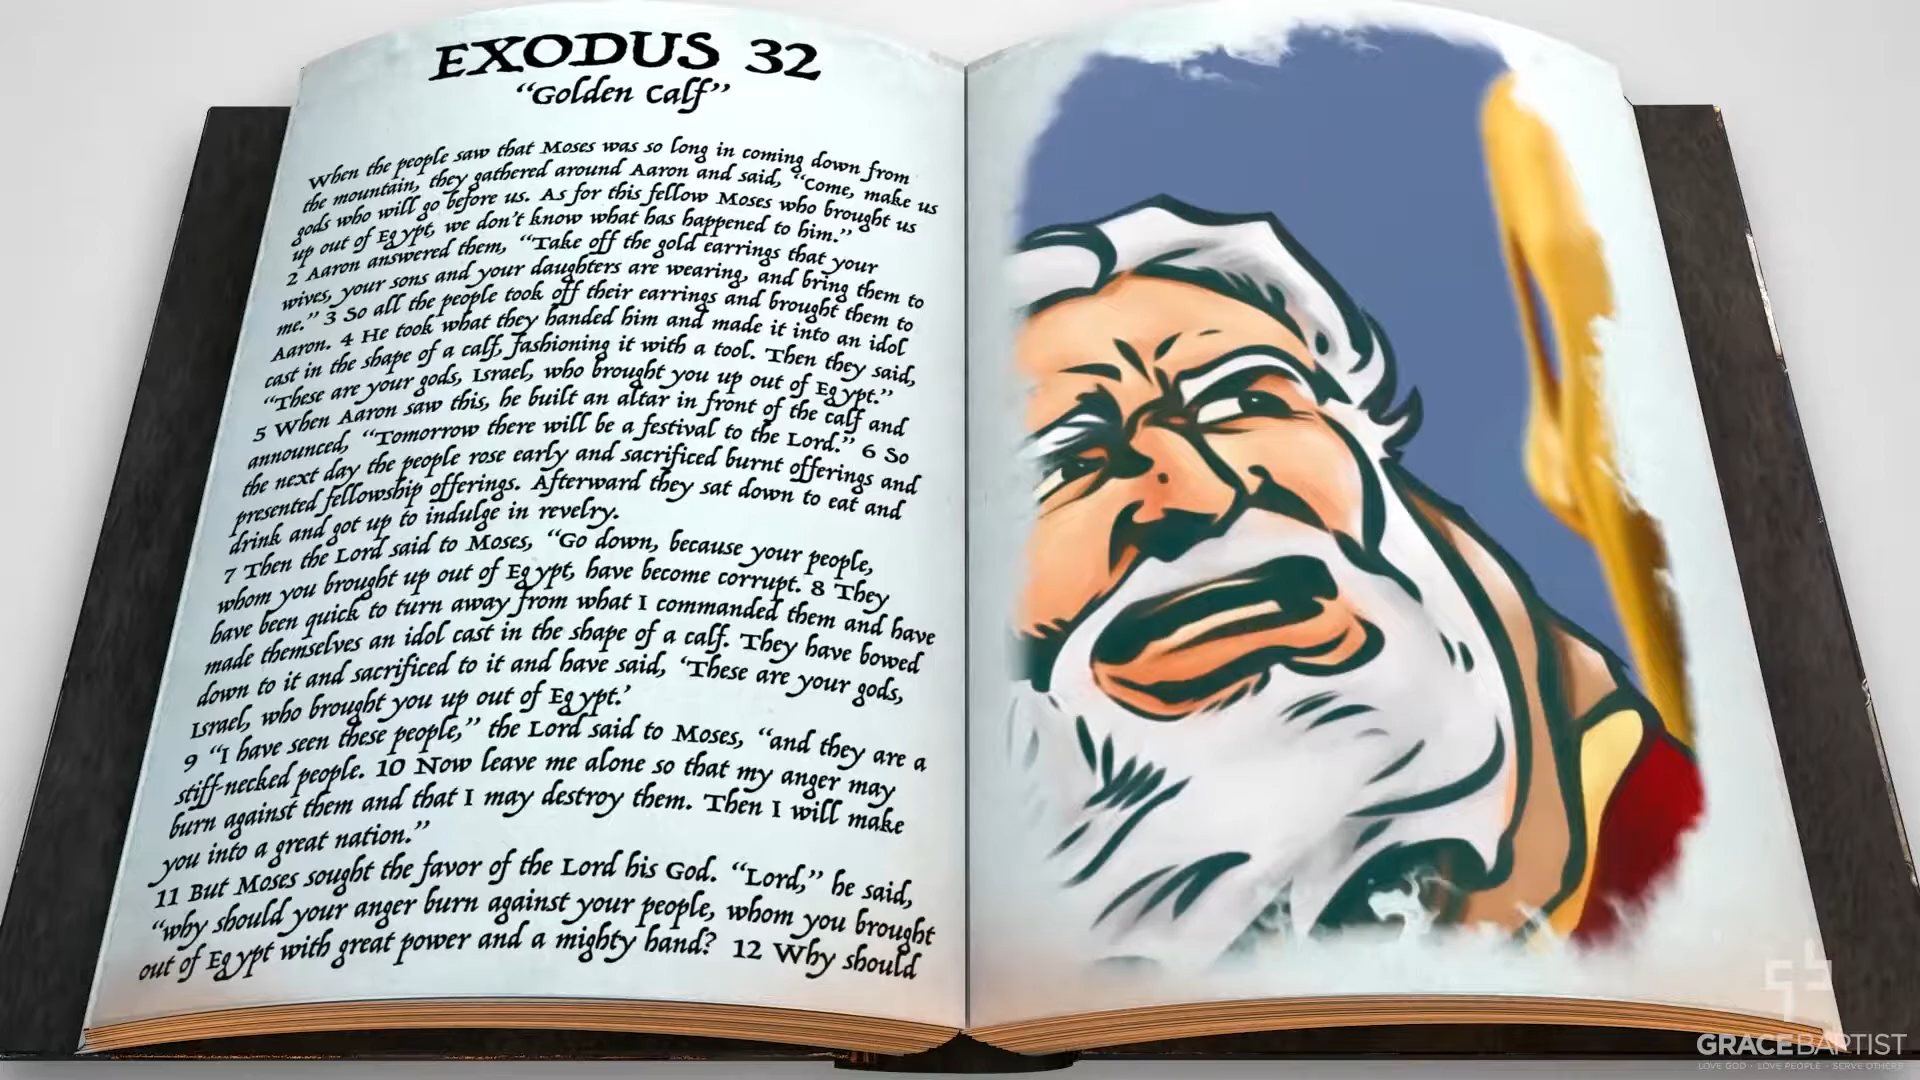 EXODUS 32
“Golden Calf”
When the people saw that Moses was so long in coming down from
the mountain, they gathered around Aaron and said, “Come, make us
gods who will go before us. As for this fellow Moses who brought us
up out of Egypt, we don’t know what has happened to him.”
2 Aaron answered them, “Take off the gold earrings that your
wives, your sons and your daughters are wearing, and bring them to
me.” 3 So all the people took off their earrings and brought them to
Aaron. 4 He took what they handed him and made it into an idol
cast in the shape of a calf, fashioning it with a tool. Then they said,
“These are your gods, Israel, who brought you up out of Egypt.”
5 When Aaron saw this, he built an altar in front of the calf and
announced, “Tomorrow there will be a festival to the Lord.” 6 So
the next day the people rose early and sacrificed burnt offerings and
presented fellowship offerings. Afterward they sat down to eat and
drink and got up to indulge in revelry.
7 Then the Lord said to Moses, “Go down, because your people,
whom you brought up out of Egypt, have become corrupt. 8 They
have been quick to turn away from what I commanded them and have
made themselves an idol cast in the shape of a calf. They have bowed
down to it and sacrificed to it and have said, ‘These are your gods,
Israel, who brought you up out of Egypt.’
9 “I have seen these people,” the Lord said to Moses, “and they are a
stiff-necked people. 10 Now leave me alone so that my anger may
burn against them and that I may destroy them. Then I will make
you into a great nation.”
11 But Moses sought the favor of the Lord his God. “Lord,” he said,
“why should your anger burn against your people, whom you brought
out of Egypt with great power and a mighty hand? 12 Why should
GRACEBAPTIST
LOVE GOD · LOVE PEOPLE · SERVE OTHERS